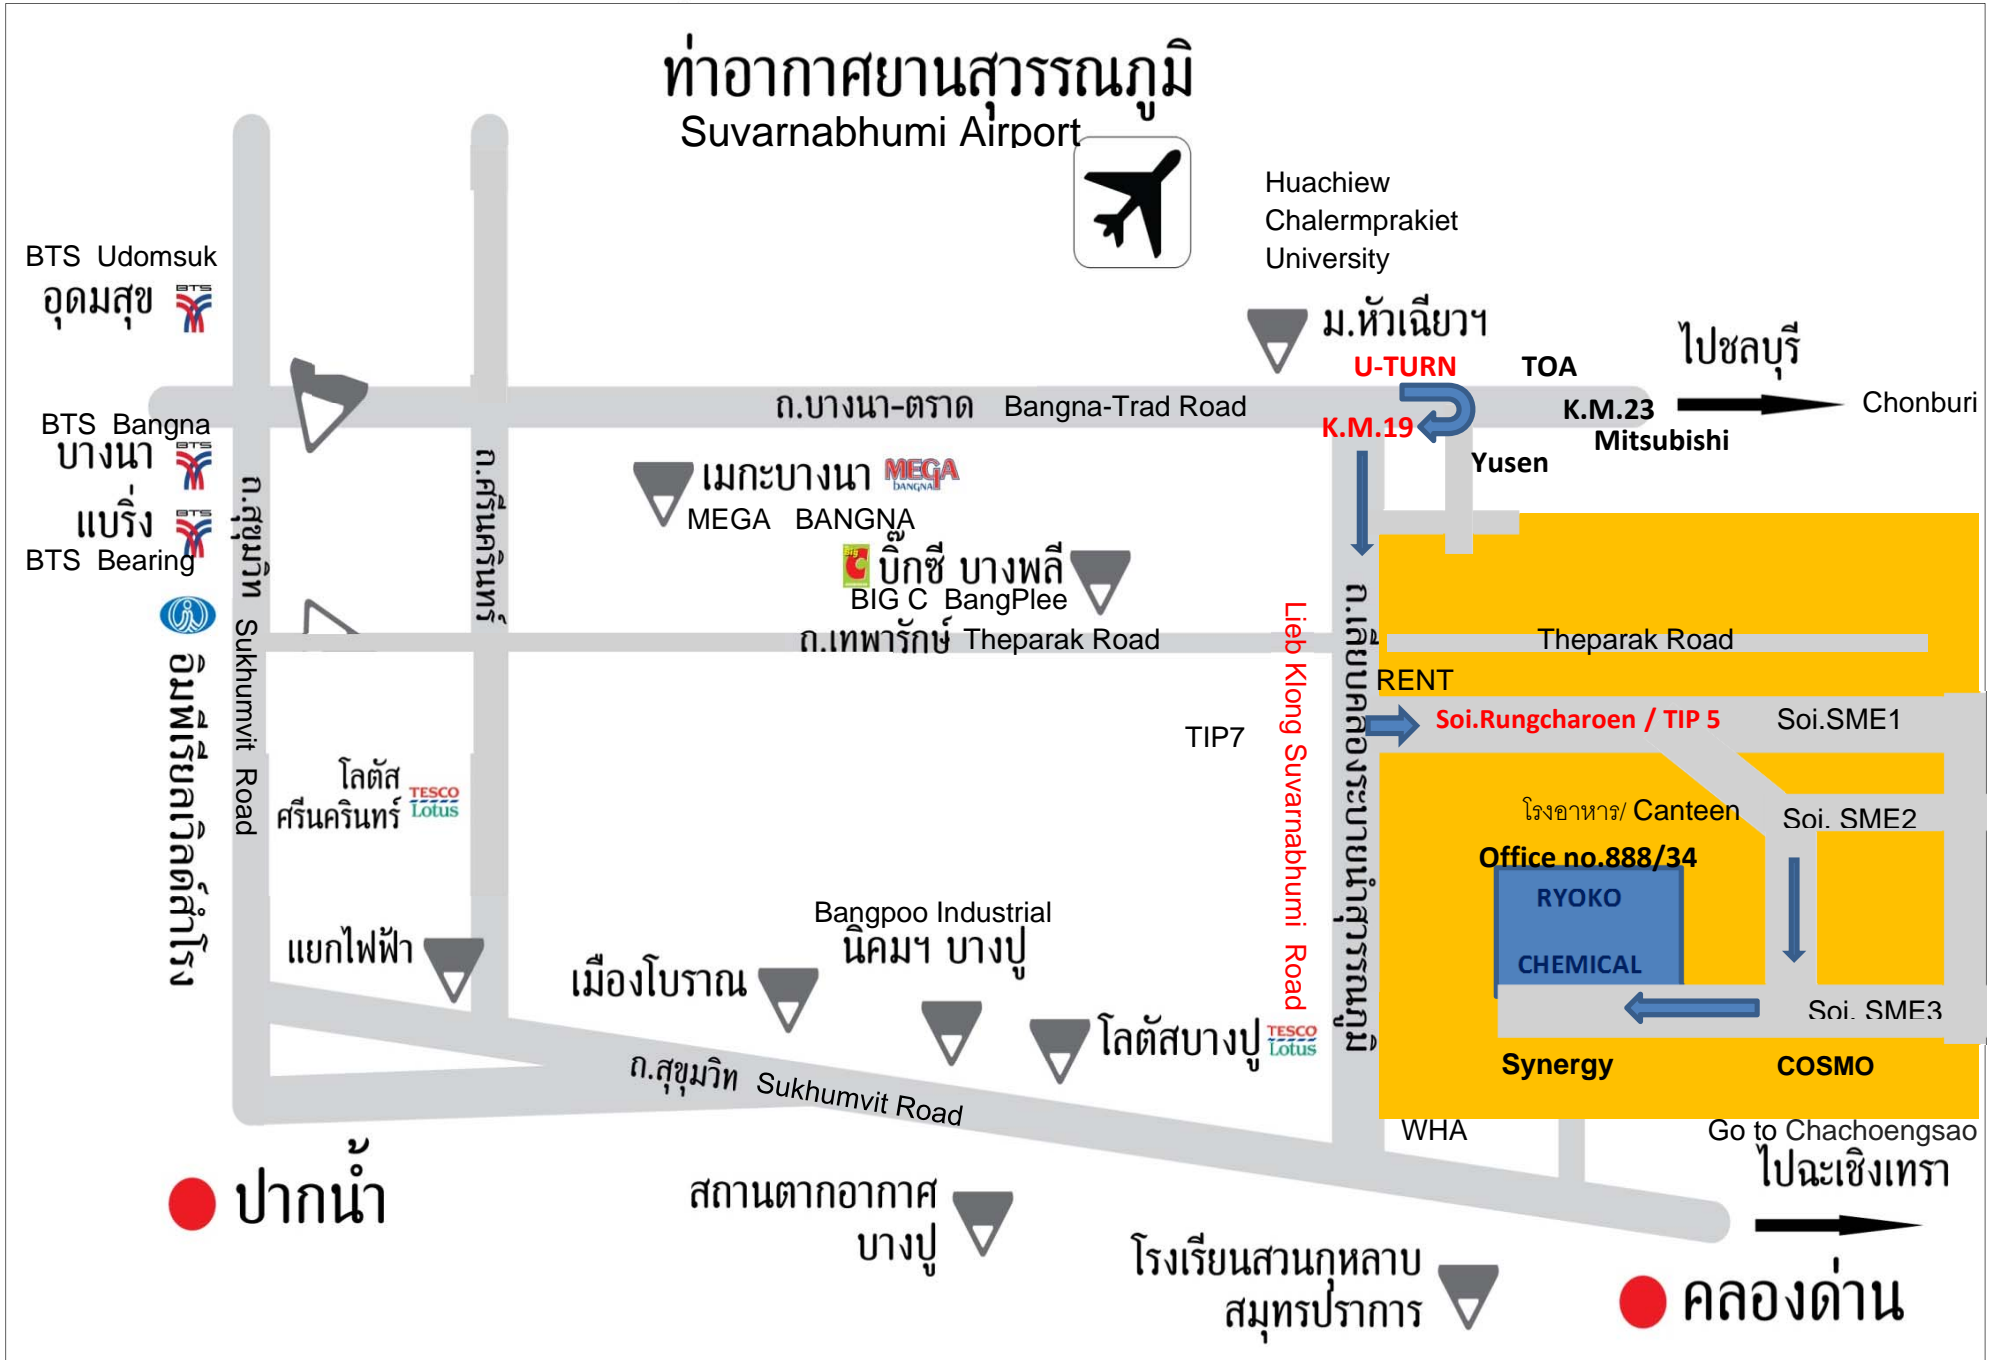 ท่าอากาศยานสุวรรณภูมิ
Suvarnabhumi Airport
Huachiew
Chalermprakiet
University
BTS Udomsuk
อุดมสุข
BTS
ม.หัวเฉียวฯ
U-TURN
TOA
ไปชลบุรี
ถ.บางนา-ตราด Bangna-Trad Road
K.M.23
Chonburi
BTS Bangna
บางนา
BTS
K.M.19
Mitsubishi
Yusen
แบริ่ง
BTS
BTS Bearing
เมกะบางนา
MEGA
BANGNA
MEGA BANGNA
BIG
C
บิ๊กซี บางพลี
BIG C BangPlee
ถ.สุขุมวิท
Sukhumvit Road
ถ.ศรีนครินทร์
ถ.เทพารักษ์ Theparak Road
Theparak Road
อิมพีเรียลเวิลด์สำโรง
Lieb Klong Suvarnabhumi Road
ถ.เลียบคลองระบายน้ำสุวรรณภูมิ
RENT
TIP7
Soi.Rungcharoen / TIP 5
Soi.SME1
โลตัส
ศรีนครินทร์
TESCO
Lotus
โรงอาหาร/ Canteen
Soi. SME2
Office no.888/34
RYOKO
CHEMICAL
แยกไฟฟ้า
Bangpoo Industrial
นิคมฯ บางปู
เมืองโบราณ
Soi. SME3
โลตัสบางปู
TESCO
Lotus
Synergy
COSMO
ถ.สุขุมวิท Sukhumvit Road
WHA
Go to Chachoengsao
ไปฉะเชิงเทรา
ปากน้ำ
สถานตากอากาศ
บางปู
โรงเรียนสวนกุหลาบ
สมุทรปราการ
คลองด่าน